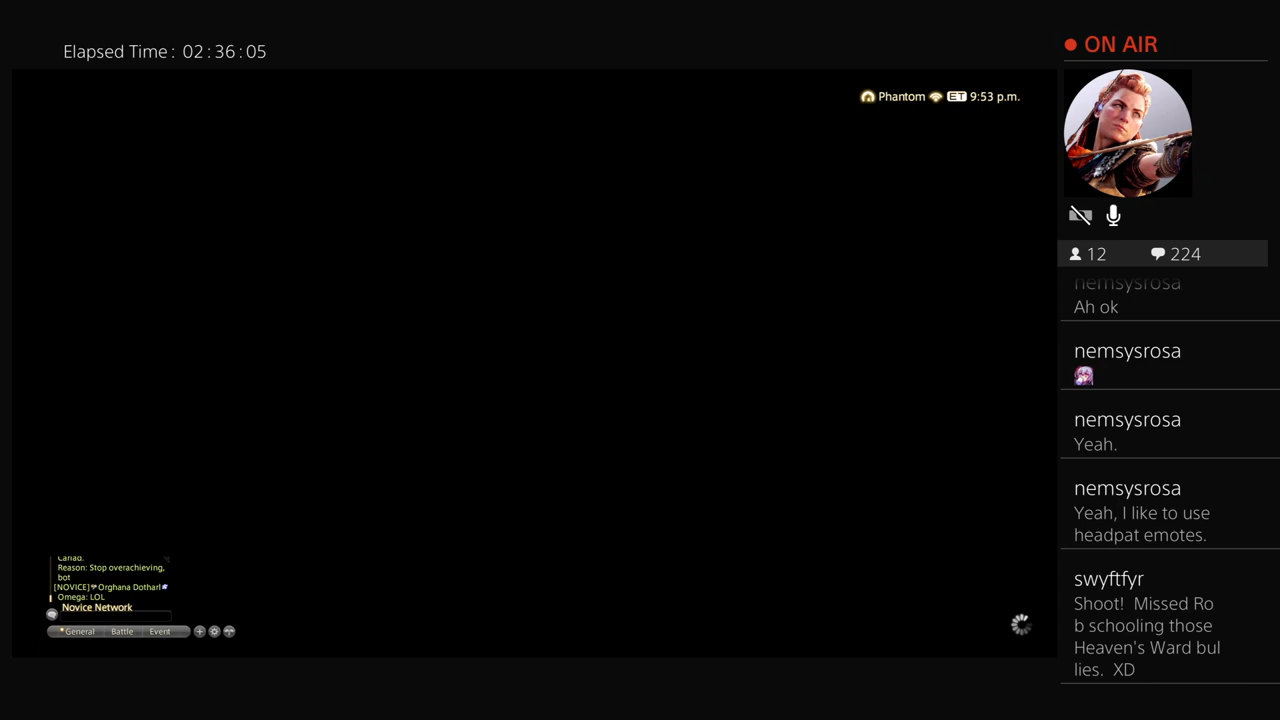 Elapsed Time: 02:36:05
ON AIR
Phantom ET 9:53 p.m.
12 224
nemsysrosa
Ah ok
nemsysrosa
nemsysrosa
Yeah.
nemsysrosa
Yeah, I like to use
headpat emotes.
swyftfyr
Shoot! Missed Ro
b schooling those
Heaven's Ward bul
lies. XD
Cariad.
Reason: Stop overachieving,
bot
[NOVICE] Orghana Dotharl
Omega: LOL
Novice Network
General Battle Event